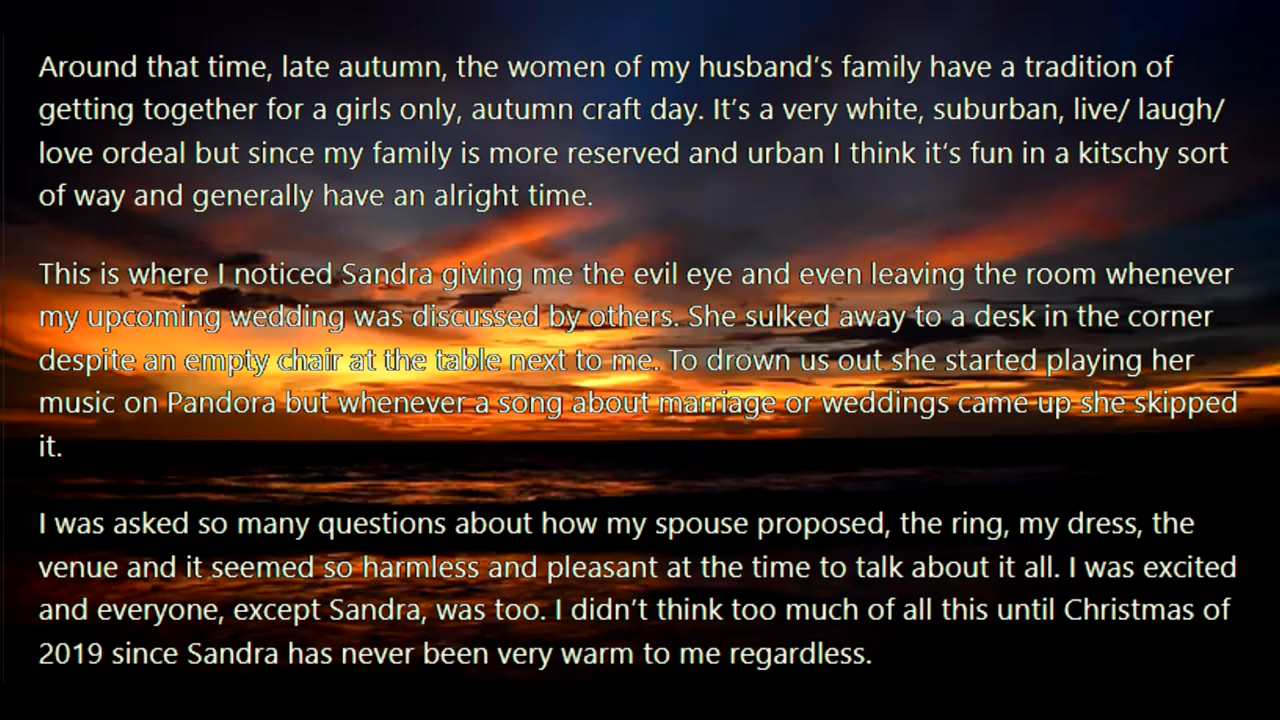 Around that time, late autumn, the women of my husband's family have a tradition of
getting together for a girls only, autumn craft day. It's a very white, suburban, live/ laugh/
love ordeal but since my family is more reserved and urban I think it's fun in a kitschy sort
of way and generally have an alright time.
This is where I noticed Sandra giving me the evil eye and even leaving the room whenever
my upcoming wedding was discussed by others. She sulked away to a desk in the corner
despite an empty chair at the table next to me. To drown us out she started playing her
music on Pandora but whenever a song about marriage or weddings came up she skipped
it.
I was asked so many questions about how my spouse proposed, the ring, my dress, the
venue and it seemed so harmless and pleasant at the time to talk about it all. I was excited
and everyone, except Sandra, was too. I didn't think too much of all this until Christmas of
2019 since Sandra has never been very warm to me regardless.